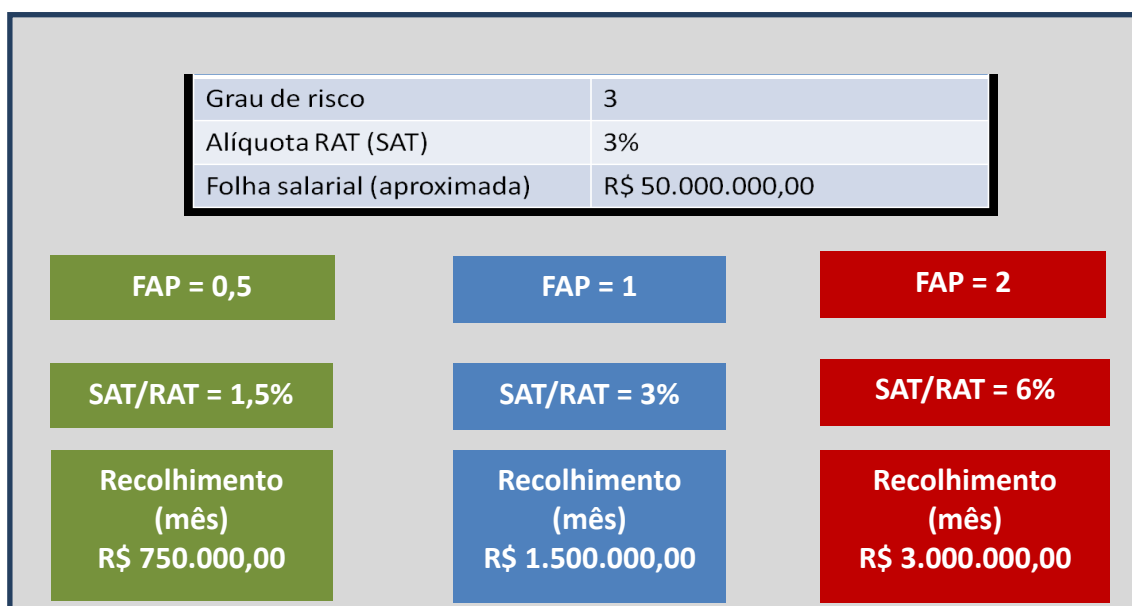 Grau de risco 3
Alíquota RAT (SAT) 3%
Folha salarial (aproximada) R$ 50.000.000,00
FAP = 0,5
FAP = 1
FAP = 2
SAT/RAT = 1,5%
SAT/RAT = 3%
SAT/RAT = 6%
Recolhimento
(mês)
R$ 750.000,00
Recolhimento
(mês)
R$ 1.500.000,00
Recolhimento
(mês)
R$ 3.000.000,00